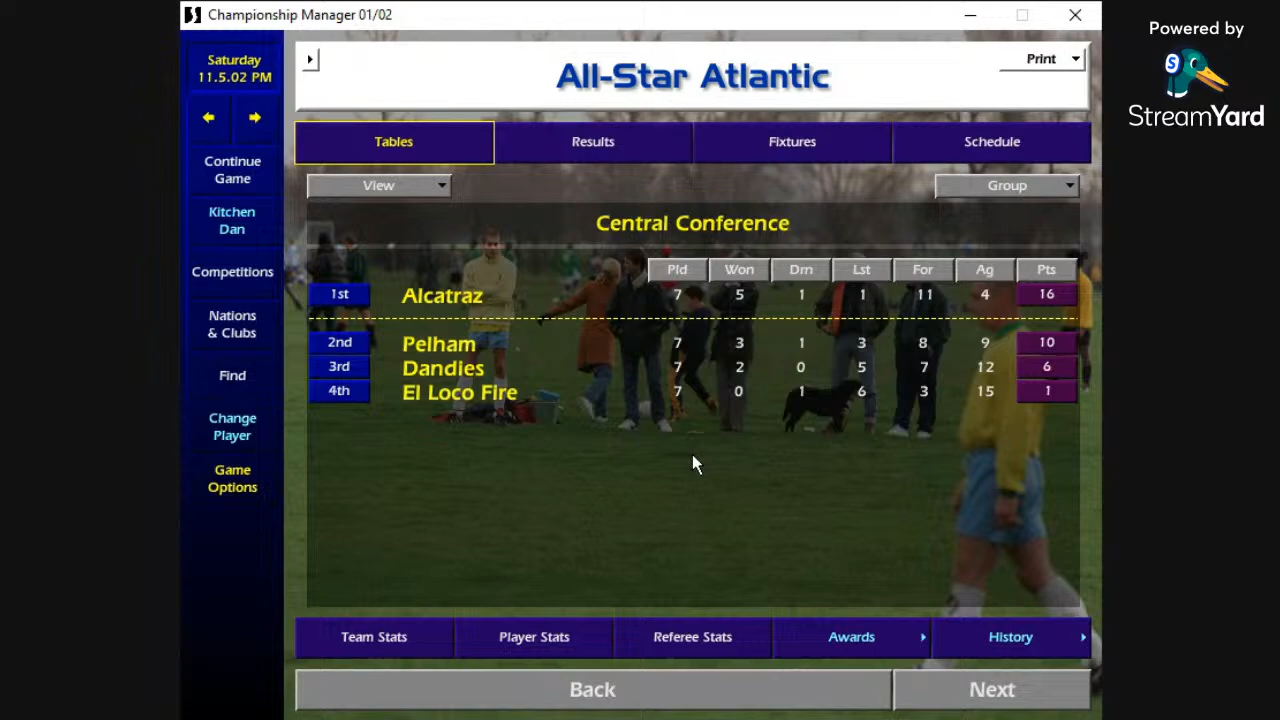 Championship Manager 01/02
Powered by
StreamYard
Saturday
11.5.02 PM
Continue
Game
Kitchen
Dan
Competitions
Nations
& Clubs
Find
Change
Player
Game
Options
All-Star Atlantic
Print
Tables Results Fixtures Schedule
View Group
Central Conference
Pld Won Drn Lst For Ag Pts
1st Alcatraz 7 5 1 1 11 4 16
2nd Pelham 7 3 1 3 8 9 10
3rd Dandies 7 2 0 5 7 12 6
4th El Loco Fire 7 0 1 6 3 15 1
Team Stats Player Stats Referee Stats Awards History
Back Next